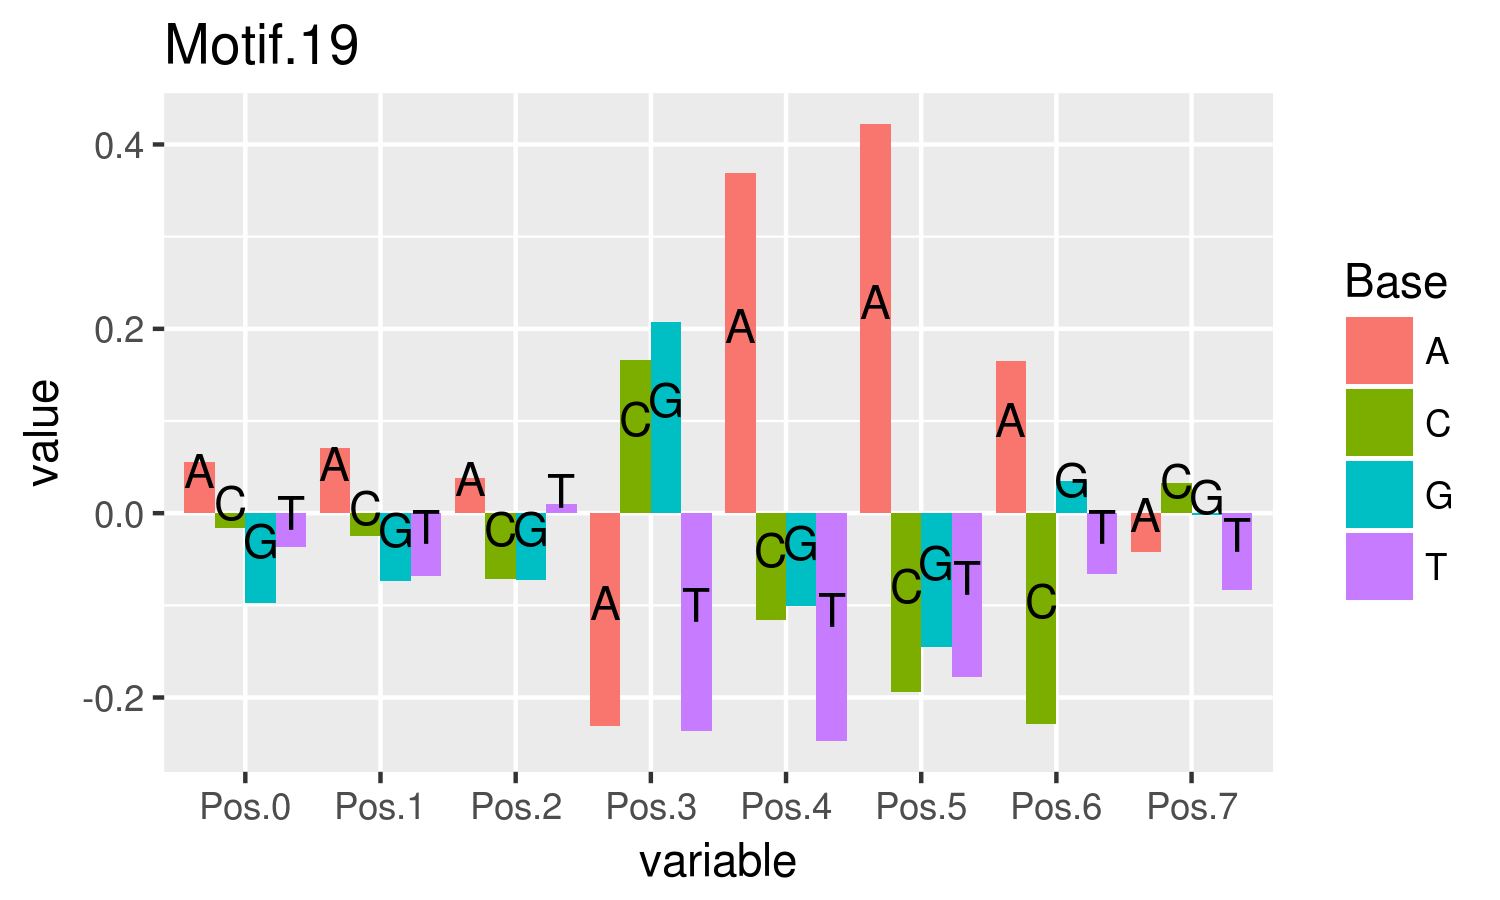 Motif.19
0.4
0.2
0.0
-0.2
value
A C G T A C G T A C G T A C G T A C G T A C G T A C G T A C G T
Pos.0 Pos.1 Pos.2 Pos.3 Pos.4 Pos.5 Pos.6 Pos.7
variable
Base
A
C
G
T